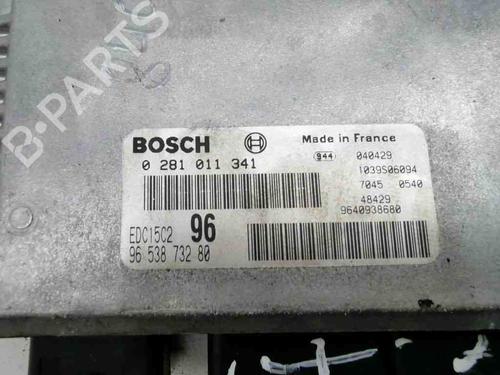 B-PARTS
BOSCH
Made in France
0 281 011 341
944 040429
1039S06094
7045 0540
48429
9640938680
EDC15C2 96
96 538 732 80